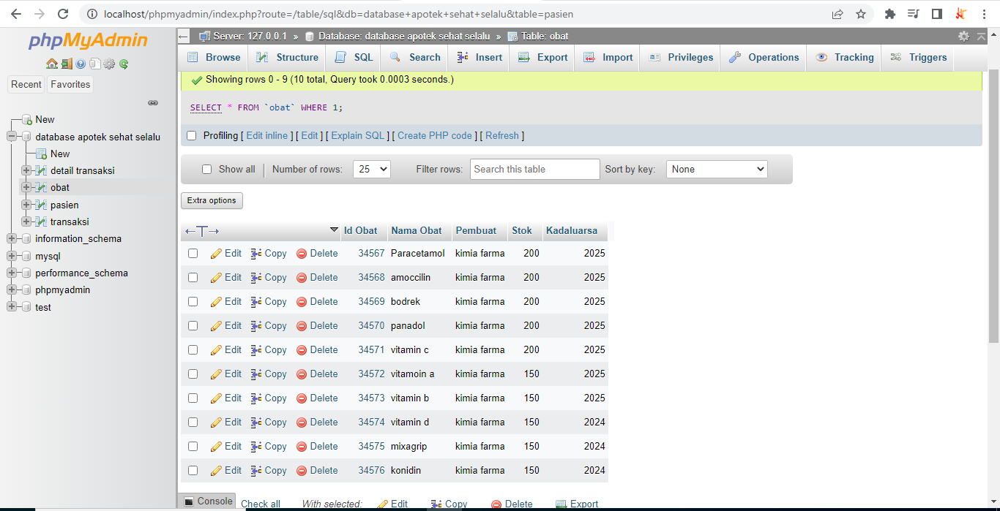 localhost/phpmyadmin/index.php?route=/table/sql&db=database+apotek+sehat+selalu&table=pasien
phpMyAdmin
Recent Favorites
New
database apotek sehat selalu
New
detail transaksi
obat
pasien
transaksi
information_schema
mysql
performance_schema
phpmyadmin
test
Server: 127.0.0.1 » Database: database apotek sehat selalu » Table: obat
Browse Structure SQL Search Insert Export Import Privileges Operations Tracking Triggers
Showing rows 0 - 9 (10 total, Query took 0.0003 seconds.)
SELECT * FROM `obat` WHERE 1;
Profiling [ Edit inline ] [ Edit ] [ Explain SQL ] [ Create PHP code ] [ Refresh ]
Show all Number of rows: 25 Filter rows: Search this table Sort by key: None
Extra options
←T→ Id Obat Nama Obat Pembuat Stok Kadaluarsa
Edit Copy Delete 34567 Paracetamol kimia farma 200 2025
Edit Copy Delete 34568 amoccilin kimia farma 200 2025
Edit Copy Delete 34569 bodrek kimia farma 200 2025
Edit Copy Delete 34570 panadol kimia farma 200 2025
Edit Copy Delete 34571 vitamin c kimia farma 200 2025
Edit Copy Delete 34572 vitamoin a kimia farma 150 2025
Edit Copy Delete 34573 vitamin b kimia farma 150 2025
Edit Copy Delete 34574 vitamin d kimia farma 150 2024
Edit Copy Delete 34575 mixagrip kimia farma 150 2024
Edit Copy Delete 34576 konidin kimia farma 150 2024
Console Check all With selected: Edit Copy Delete Export